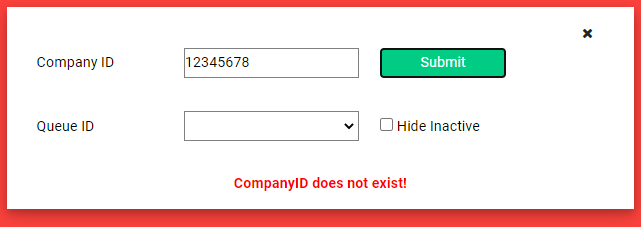 Company ID 12345678 Submit
Queue ID Hide Inactive
CompanyID does not exist!